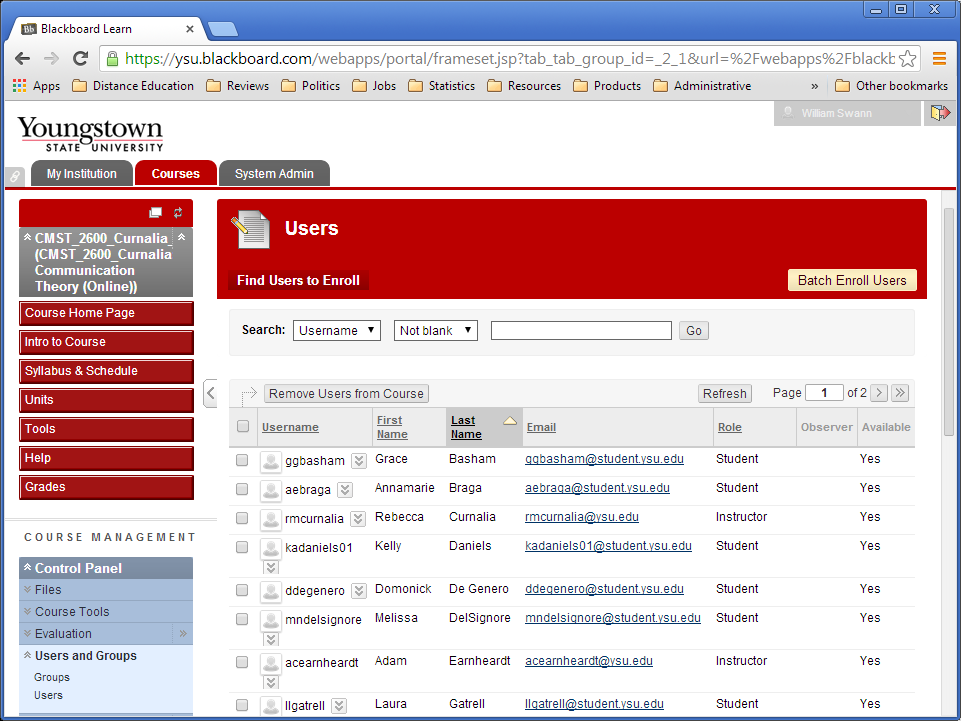 Blackboard Learn
https://ysu.blackboard.com/webapps/portal/frameset.jsp?tab_tab_group_id=_2_1&url=%2Fwebapps%2Fblackb
Apps Distance Education Reviews Politics Jobs Statistics Resources Products Administrative » Other bookmarks
William Swann
Youngstown
STATE UNIVERSITY
My Institution Courses System Admin
CMST_2600_Curnalia_
(CMST_2600_Curnalia
Communication
Theory (Online))
Course Home Page
Intro to Course
Syllabus & Schedule
Units
Tools
Help
Grades
COURSE MANAGEMENT
Control Panel
Files
Course Tools
Evaluation
Users and Groups
Groups
Users
Users
Find Users to Enroll Batch Enroll Users
Search: Username Not blank Go
Remove Users from Course Refresh Page 1 of 2
Username First Name Last Name Email Role Observer Available
ggbasham Grace Basham ggbasham@student.ysu.edu Student Yes
aebraga Annamarie Braga aebraga@student.ysu.edu Student Yes
rmcurnalia Rebecca Curnalia rmcurnalia@ysu.edu Instructor Yes
kadaniels01 Kelly Daniels kadaniels01@student.ysu.edu Student Yes
ddegenero Domonick De Genero ddegenero@student.ysu.edu Student Yes
mndelsignore Melissa DelSignore mndelsignore@student.ysu.edu Student Yes
acearnheardt Adam Earnheardt acearnheardt@ysu.edu Instructor Yes
llgatrell Laura Gatrell llgatrell@student.ysu.edu Student Yes